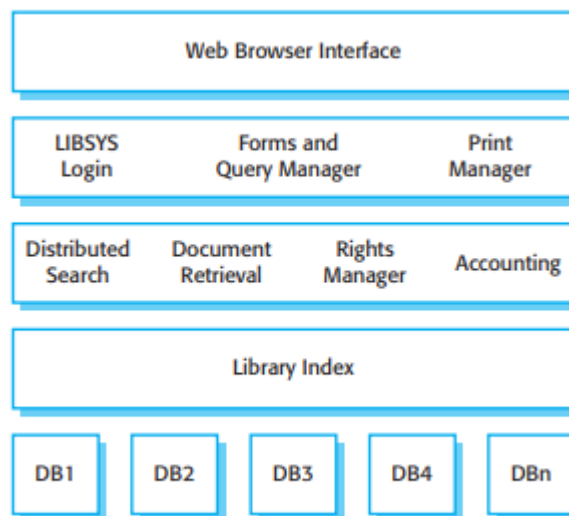 Web Browser Interface
LIBSYS Login
Forms and Query Manager
Print Manager
Distributed Search
Document Retrieval
Rights Manager
Accounting
Library Index
DB1
DB2
DB3
DB4
DBn